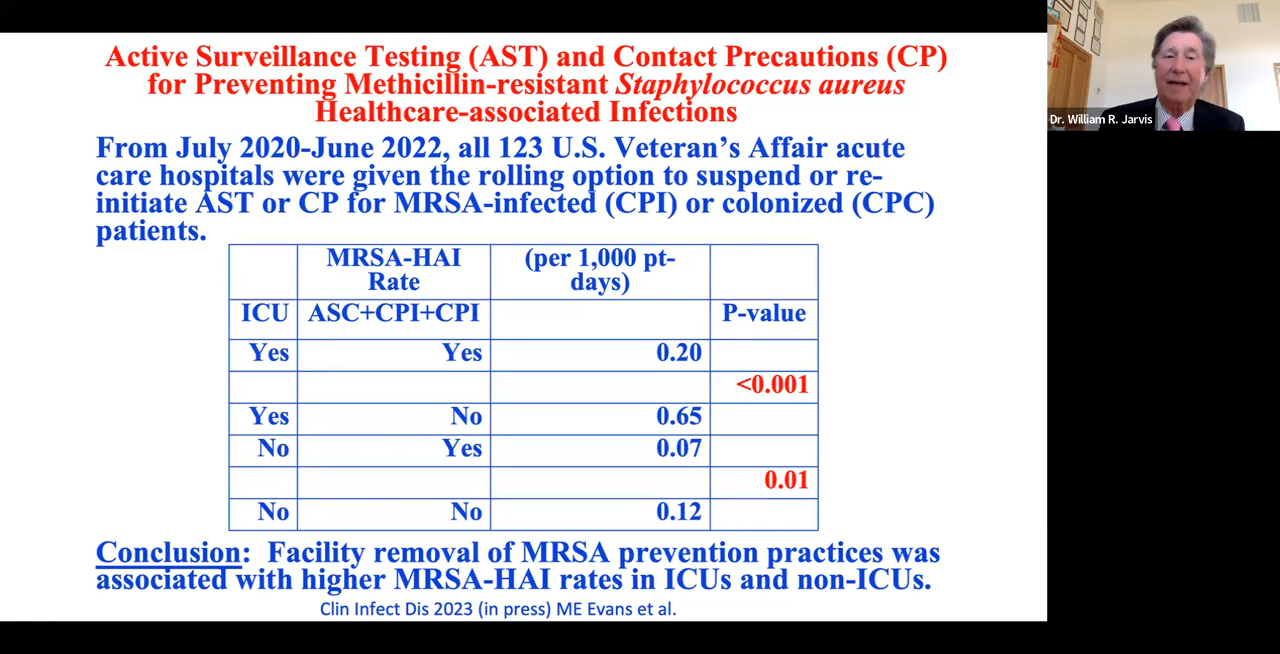 Active Surveillance Testing (AST) and Contact Precautions (CP)
for Preventing Methicillin-resistant Staphylococcus aureus
Healthcare-associated Infections
Dr. William R. Jarvis
From July 2020-June 2022, all 123 U.S. Veteran's Affair acute
care hospitals were given the rolling option to suspend or re-
initiate AST or CP for MRSA-infected (CPI) or colonized (CPC)
patients.
MRSA-HAI (per 1,000 pt-
Rate days)
ICU ASC+CPI+CPI P-value
Yes Yes 0.20
<0.001
Yes No 0.65
No Yes 0.07
0.01
No No 0.12
Conclusion: Facility removal of MRSA prevention practices was
associated with higher MRSA-HAI rates in ICUs and non-ICUs.
Clin Infect Dis 2023 (in press) ME Evans et al.